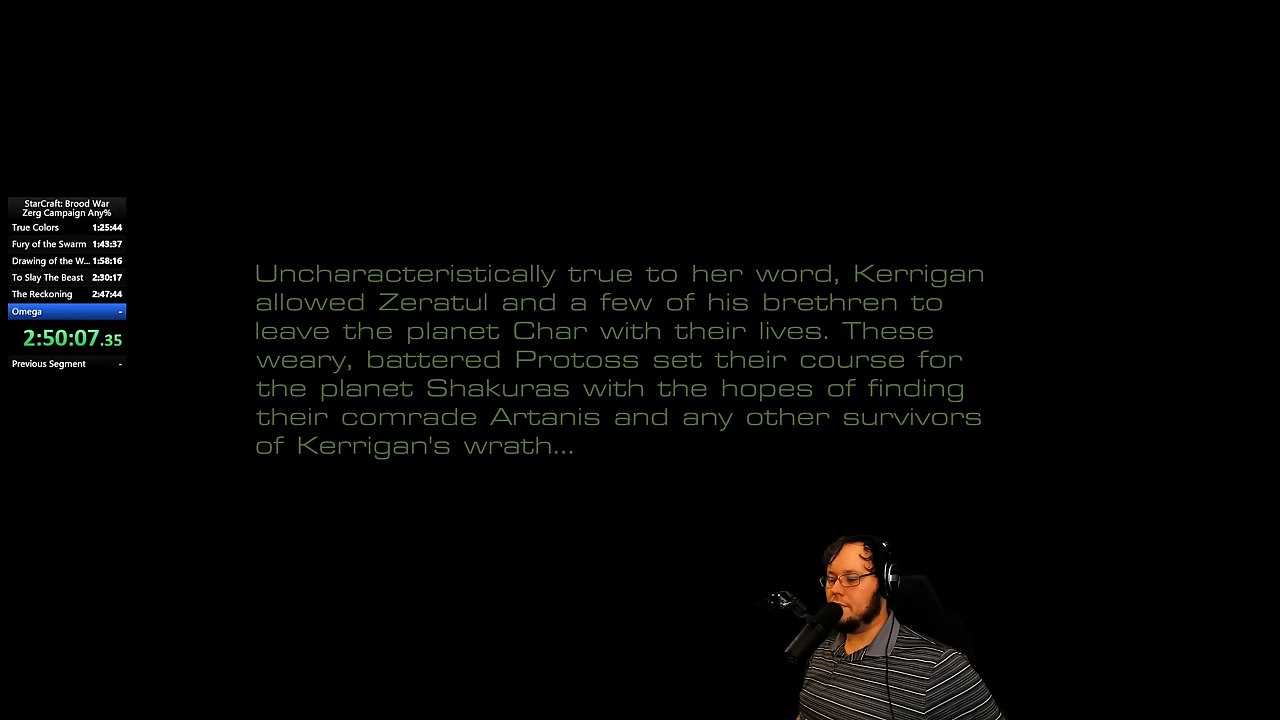 StarCraft: Brood War
Zerg Campaign Any%
True Colors 1:25:44
Fury of the Swarm 1:43:37
Drawing of the W... 1:58:16
To Slay The Beast 2:30:17
The Reckoning 2:47:44
Omega -
2:50:07.35
Previous Segment -
Uncharacteristically true to her word, Kerrigan
allowed Zeratul and a few of his brethren to
leave the planet Char with their lives. These
weary, battered Protoss set their course for
the planet Shakuras with the hopes of finding
their comrade Artanis and any other survivors
of Kerrigan's wrath...